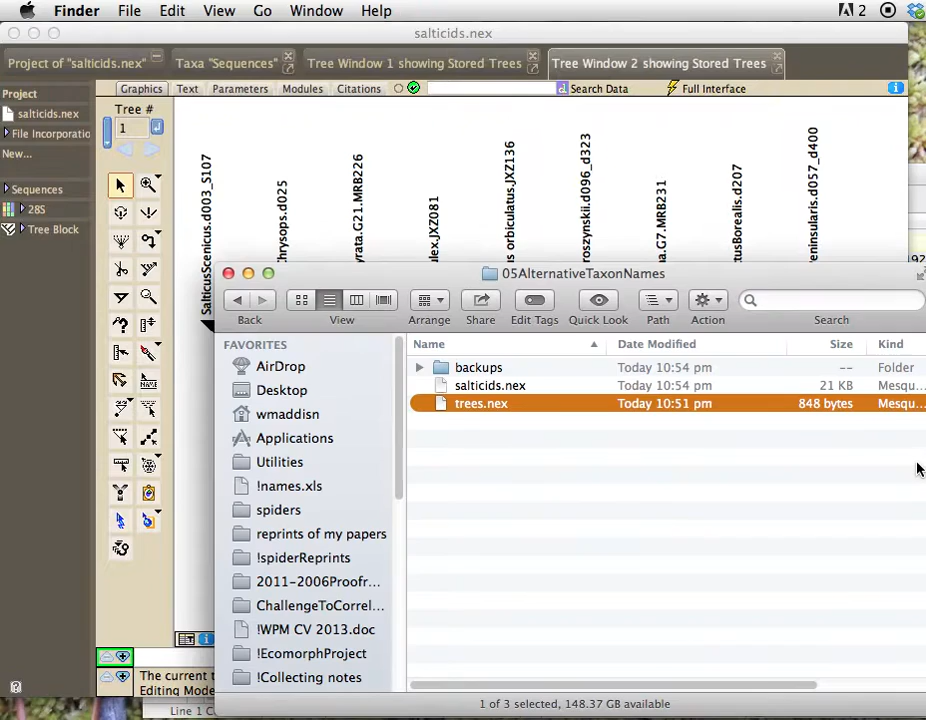 Finder File Edit View Go Window Help 2
salticids.nex
Project of "salticids.nex" Taxa "Sequences" Tree Window 1 showing Stored Trees Tree Window 2 showing Stored Trees
Project Graphics Text Parameters Modules Citations Search Data Full Interface
salticids.nex
File Incorporatio
New...
Sequences
28S
Tree Block
Tree #
1
SalticusScenicus.d003_S107
hrysops.d025
yrata.G21.MRB226
lex.JXZ081
s orbiculatus.JXZ136
roszynskii.d096_d323
a.G7.MRB231
ctusBorealis.d207
eninsularis.d057_d400
92
05AlternativeTaxonNames
Back View Arrange Share Edit Tags Quick Look Path Action Search
FAVORITES
AirDrop
Desktop
wmaddisn
Applications
Utilities
!names.xls
spiders
reprints of my papers
!spiderReprints
2011-2006Proofr...
ChallengeToCorrel...
!WPM CV 2013.doc
!EcomorphProject
!Collecting notes
Name Date Modified Size Kind
backups Today 10:54 pm -- Folder
salticids.nex Today 10:54 pm 21 KB Mesqu...
trees.nex Today 10:51 pm 848 bytes Mesqu...
The current t
Editing Mode
Line 1 C
1 of 3 selected, 148.37 GB available